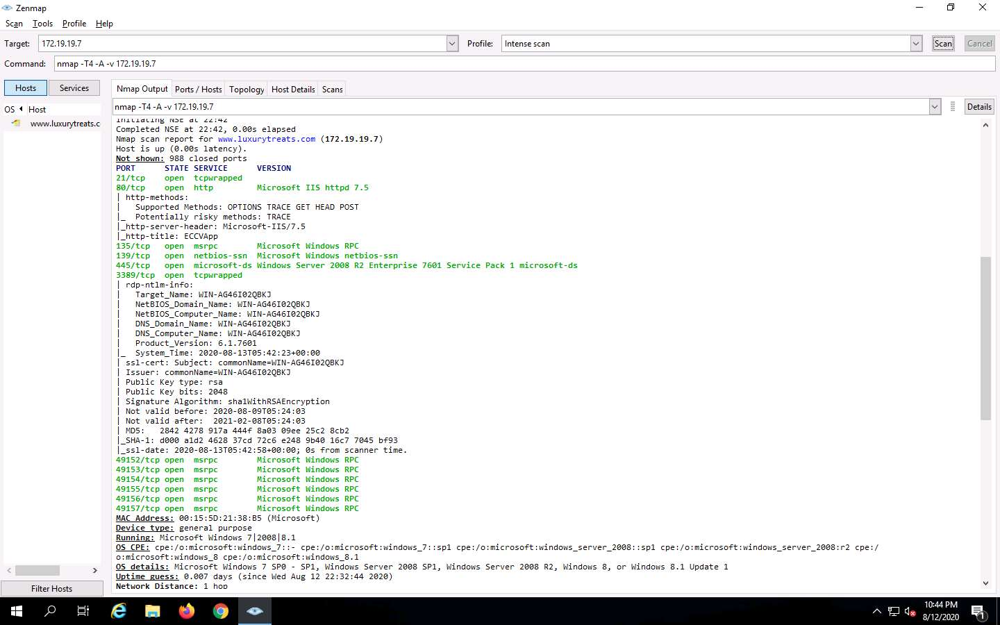 Zenmap
Scan Tools Profile Help
Target: 172.19.19.7 Profile: Intense scan Scan Cancel
Command: nmap -T4 -A -v 172.19.19.7
Hosts Services Nmap Output Ports / Hosts Topology Host Details Scans
nmap -T4 -A -v 172.19.19.7 Details
OS Host
www.luxurytreats.c
Initiating NSE at 22:42
Completed NSE at 22:42, 0.00s elapsed
Nmap scan report for www.luxurytreats.com (172.19.19.7)
Host is up (0.00s latency).
Not shown: 988 closed ports
PORT STATE SERVICE VERSION
21/tcp open tcpwrapped
80/tcp open http Microsoft IIS httpd 7.5
| http-methods:
| Supported Methods: OPTIONS TRACE GET HEAD POST
|_ Potentially risky methods: TRACE
|_http-server-header: Microsoft-IIS/7.5
|_http-title: ECCVApp
135/tcp open msrpc Microsoft Windows RPC
139/tcp open netbios-ssn Microsoft Windows netbios-ssn
445/tcp open microsoft-ds Windows Server 2008 R2 Enterprise 7601 Service Pack 1 microsoft-ds
3389/tcp open tcpwrapped
| rdp-ntlm-info:
| Target_Name: WIN-AG46I02QBKJ
| NetBIOS_Domain_Name: WIN-AG46I02QBKJ
| NetBIOS_Computer_Name: WIN-AG46I02QBKJ
| DNS_Domain_Name: WIN-AG46I02QBKJ
| DNS_Computer_Name: WIN-AG46I02QBKJ
| Product_Version: 6.1.7601
|_ System_Time: 2020-08-13T05:42:23+00:00
| ssl-cert: Subject: commonName=WIN-AG46I02QBKJ
| Issuer: commonName=WIN-AG46I02QBKJ
| Public Key type: rsa
| Public Key bits: 2048
| Signature Algorithm: sha1WithRSAEncryption
| Not valid before: 2020-08-09T05:24:03
| Not valid after: 2021-02-08T05:24:03
| MD5: 2842 4278 917a 444f 8a03 09ee 25c2 8cb2
|_SHA-1: d000 a1d2 4628 37cd 72c6 e248 9b40 16c7 7045 bf93
|_ssl-date: 2020-08-13T05:42:58+00:00; 0s from scanner time.
49152/tcp open msrpc Microsoft Windows RPC
49153/tcp open msrpc Microsoft Windows RPC
49154/tcp open msrpc Microsoft Windows RPC
49155/tcp open msrpc Microsoft Windows RPC
49156/tcp open msrpc Microsoft Windows RPC
49157/tcp open msrpc Microsoft Windows RPC
MAC Address: 00:15:5D:21:38:B5 (Microsoft)
Device type: general purpose
Running: Microsoft Windows 7|2008|8.1
OS CPE: cpe:/o:microsoft:windows_7::- cpe:/o:microsoft:windows_7::sp1 cpe:/o:microsoft:windows_server_2008::sp1 cpe:/o:microsoft:windows_server_2008:r2 cpe:/
o:microsoft:windows_8 cpe:/o:microsoft:windows_8.1
OS details: Microsoft Windows 7 SP0 - SP1, Windows Server 2008 SP1, Windows Server 2008 R2, Windows 8, or Windows 8.1 Update 1
Uptime guess: 0.007 days (since Wed Aug 12 22:32:44 2020)
Network Distance: 1 hop
Filter Hosts
10:44 PM
8/12/2020
1